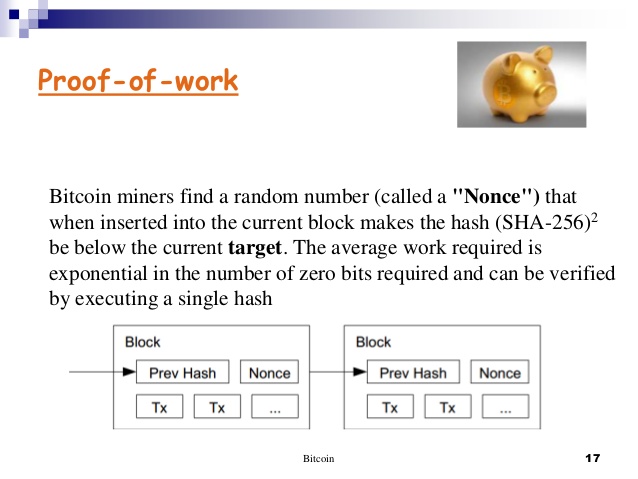 Proof-of-work
Bitcoin miners find a random number (called a "Nonce") that
when inserted into the current block makes the hash (SHA-256)²
be below the current target. The average work required is
exponential in the number of zero bits required and can be verified
by executing a single hash
Block
Prev Hash
Nonce
Tx
Tx
...
Block
Prev Hash
Nonce
Tx
Tx
...
Bitcoin
17